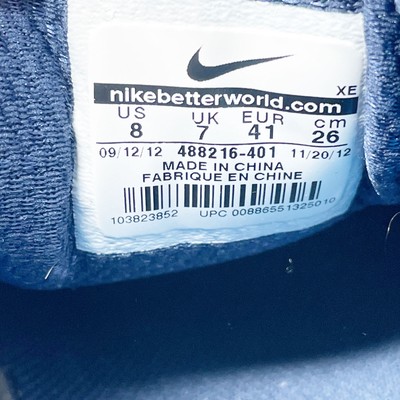 XE
nikebetterworld.com
US UK EUR cm
8 7 41 26
09/12/12 488216-401 11/20/12
MADE IN CHINA
FABRIQUE EN CHINE
103823852 UPC 00886551325010